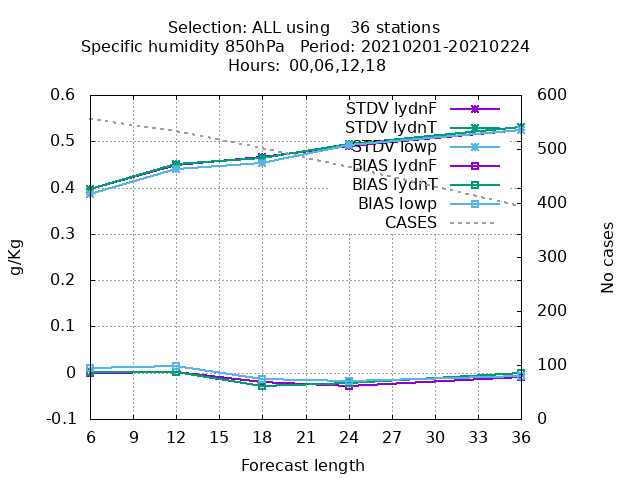 Selection: ALL using    36 stations
Specific humidity 850hPa   Period: 20210201-20210224
Hours: 00,06,12,18
0.6
0.5
0.4
0.3
0.2
0.1
0
-0.1
g/Kg
STDV lydnF
STDV lydnT
STDV lowp
BIAS lydnF
BIAS lydnT
BIAS lowp
CASES
600
500
400
300
200
100
0
No cases
6 9 12 15 18 21 24 27 30 33 36
Forecast length